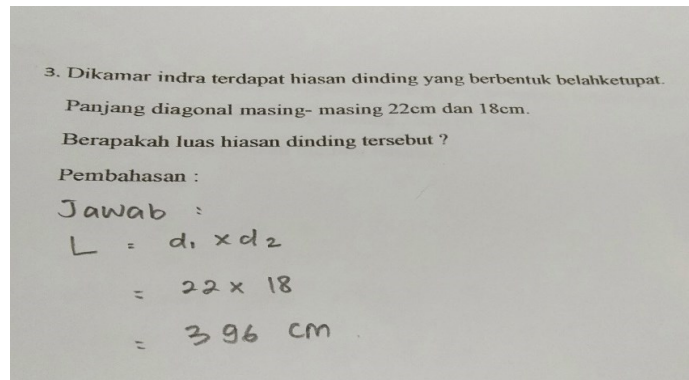 3. Dikamar indra terdapat hiasan dinding yang berbentuk belahketupat.
Panjang diagonal masing- masing 22cm dan 18cm.
Berapakah luas hiasan dinding tersebut ?
Pembahasan :
Jawab :
L = d₁ x d₂
= 22 x 18
= 396 cm